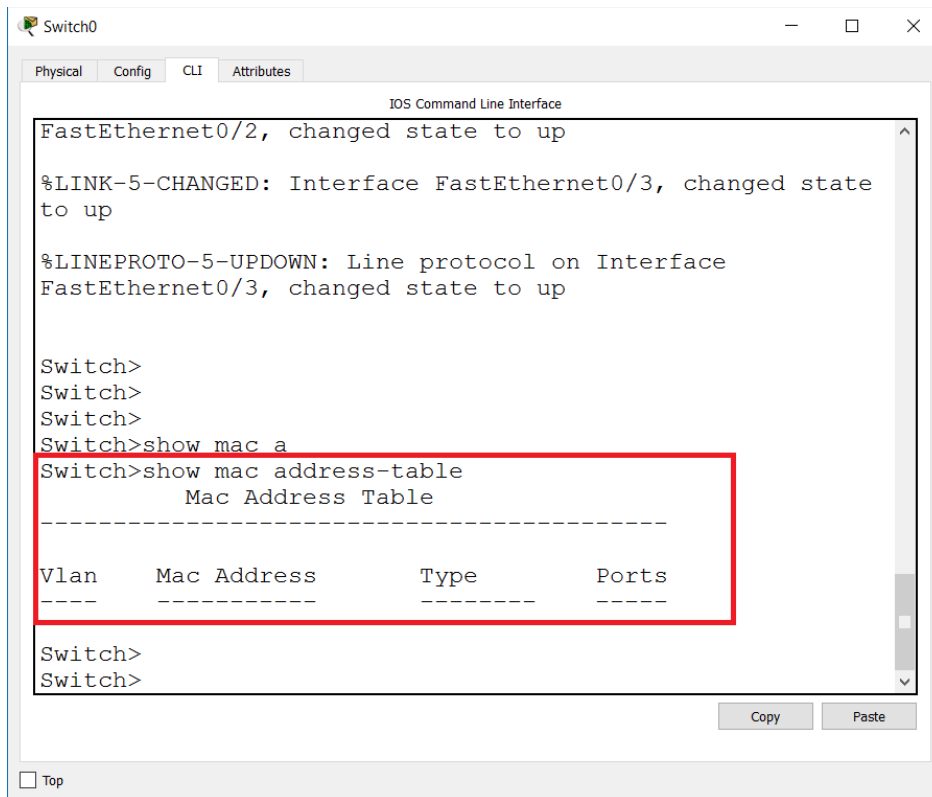 Switch0
Physical Config CLI Attributes
IOS Command Line Interface
FastEthernet0/2, changed state to up
%LINK-5-CHANGED: Interface FastEthernet0/3, changed state
to up
%LINEPROTO-5-UPDOWN: Line protocol on Interface
FastEthernet0/3, changed state to up
Switch>
Switch>
Switch>
Switch>show mac a
Switch>show mac address-table
Mac Address Table
-------------------------------------------
Vlan Mac Address Type Ports
---- ----------- -------- -----
Switch>
Switch>
Copy Paste
Top